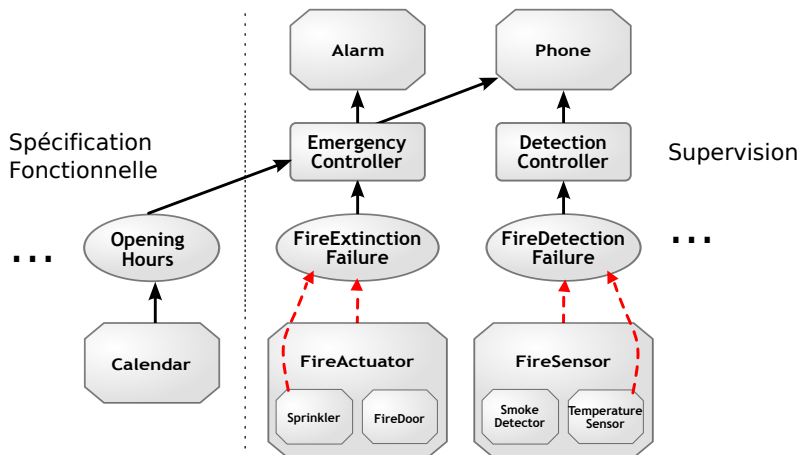 Alarm
Phone
Spécification
Fonctionnelle
Emergency
Controller
Detection
Controller
Supervision
...
Opening
Hours
FireExtinction
Failure
FireDetection
Failure
...
Calendar
FireActuator
FireSensor
Sprinkler
FireDoor
Smoke
Detector
Temperature
Sensor